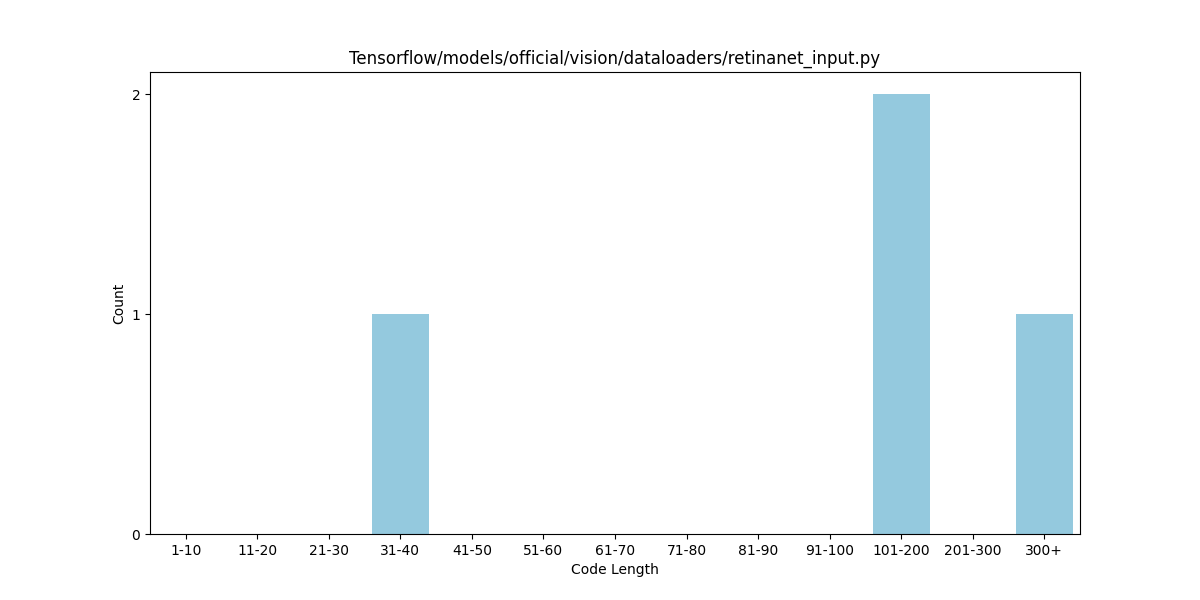 Tensorflow/models/official/vision/dataloaders/retinanet_input.py
2
1
0
Count
1-10 11-20 21-30 31-40 41-50 51-60 61-70 71-80 81-90 91-100 101-200 201-300 300+
Code Length